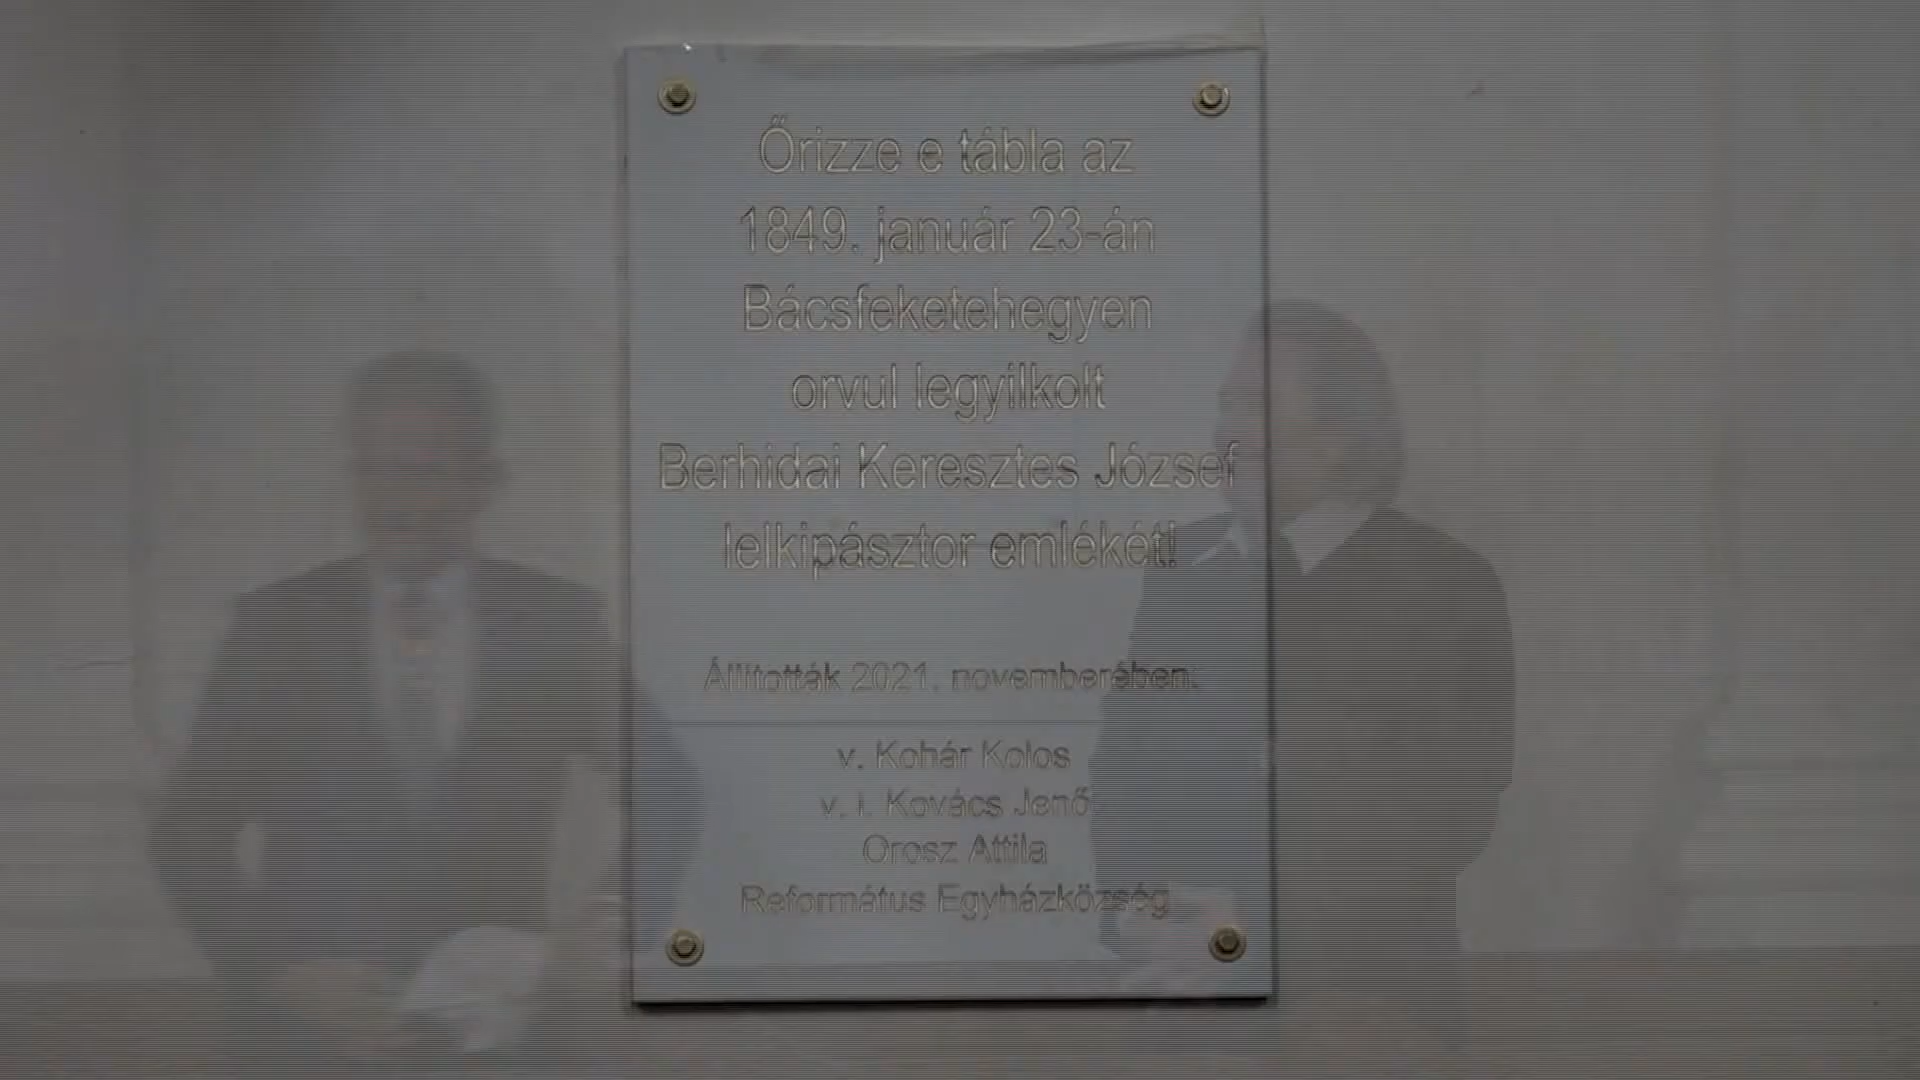 Őrizze e tábla az
1849. január 23-án
Bácsfeketehegyen
orvul legyilkolt
Berhidai Keresztes József
lelkipásztor emlékét!
Állították 2021. novemberében:
v. Kohár Kolos
v. i. Kovács Jenő
Orosz Attila
Református Egyházközség